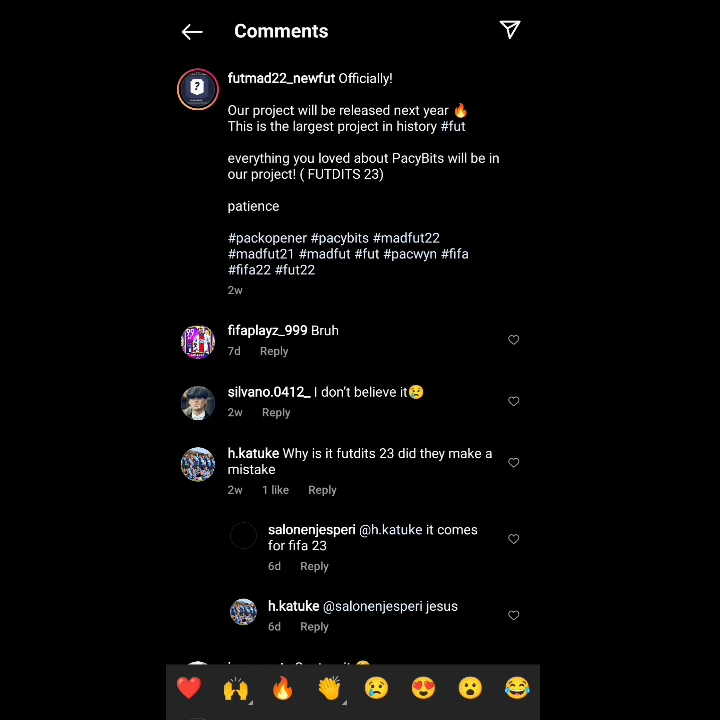 Comments
futmad22_newfut Officially!
Our project will be released next year 🔥
This is the largest project in history #fut
everything you loved about PacyBits will be in
our project! ( FUTDITS 23)
patience
#packopener #pacybits #madfut22
#madfut21 #madfut #fut #pacwyn #fifa
#fifa22 #fut22
2w
fifaplayz_999 Bruh
7d Reply
silvano.0412_ I don't believe it😢
2w Reply
h.katuke Why is it futdits 23 did they make a
mistake
2w 1 like Reply
salonenjesperi @h.katuke it comes
for fifa 23
6d Reply
h.katuke @salonenjesperi jesus
6d Reply